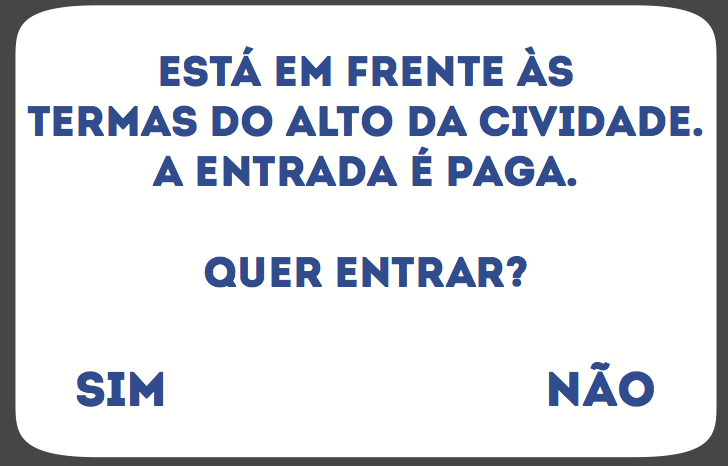 ESTÁ EM FRENTE ÀS
TERMAS DO ALTO DA CIVIDADE.
A ENTRADA É PAGA.
QUER ENTRAR?
SIM NÃO